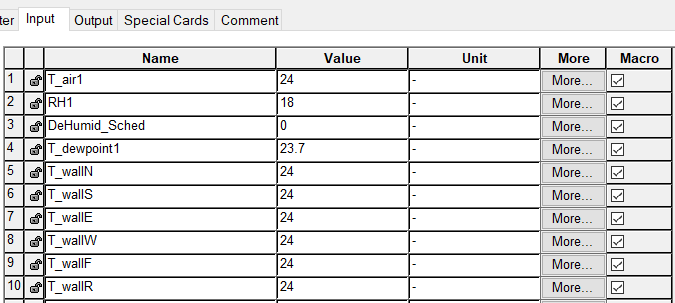 ter Input Output Special Cards Comment
Name Value Unit More Macro
1 T_air1 24 - More...
2 RH1 18 - More...
3 DeHumid_Sched 0 - More...
4 T_dewpoint1 23.7 - More...
5 T_wallN 24 - More...
6 T_wallS 24 - More...
7 T_wallE 24 - More...
8 T_wallW 24 - More...
9 T_wallF 24 - More...
10 T_wallR 24 - More...